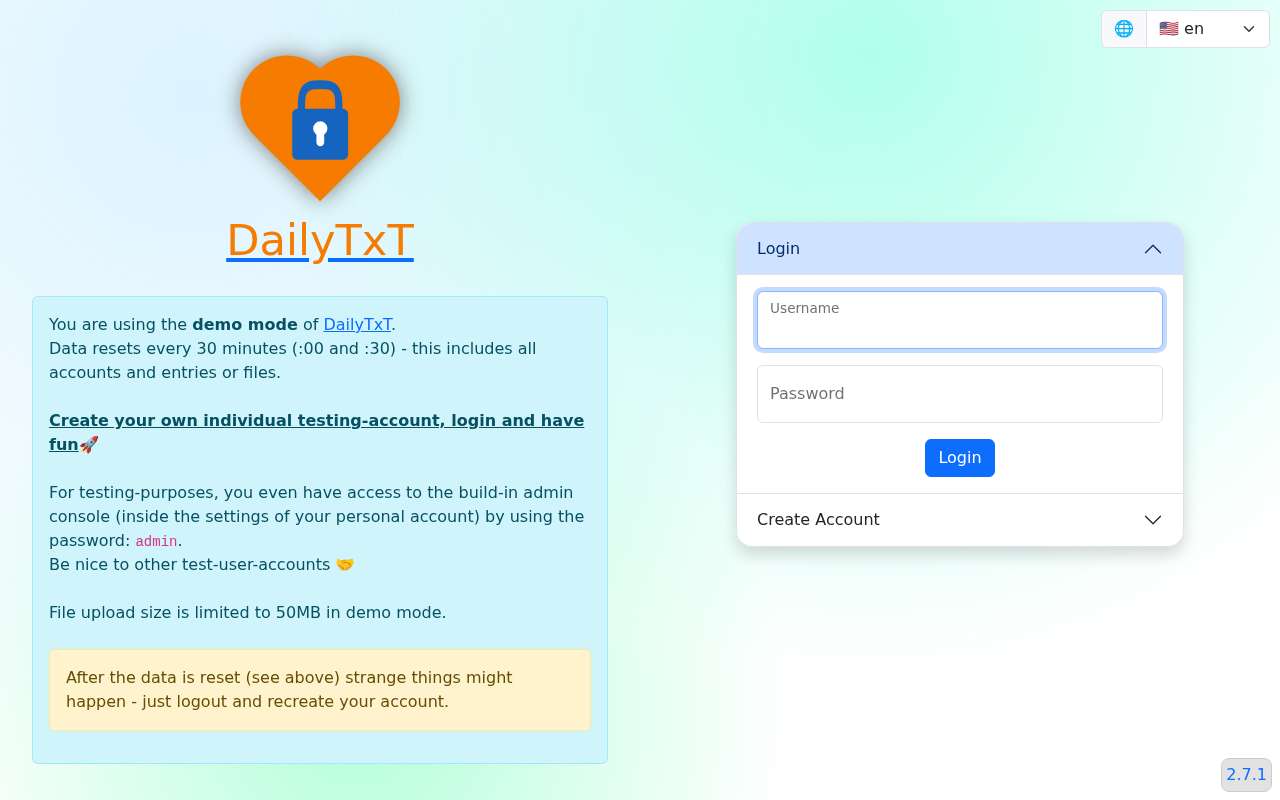 🌐 🇺🇸 en
DailyTxT
You are using the demo mode of DailyTxT.
Data resets every 30 minutes (:00 and :30) - this includes all
accounts and entries or files.
Create your own individual testing-account, login and have
fun🚀
For testing-purposes, you even have access to the build-in admin
console (inside the settings of your personal account) by using the
password: admin.
Be nice to other test-user-accounts 🤝
File upload size is limited to 50MB in demo mode.
After the data is reset (see above) strange things might
happen - just logout and recreate your account.
Login
Username
Password
Login
Create Account
2.7.1